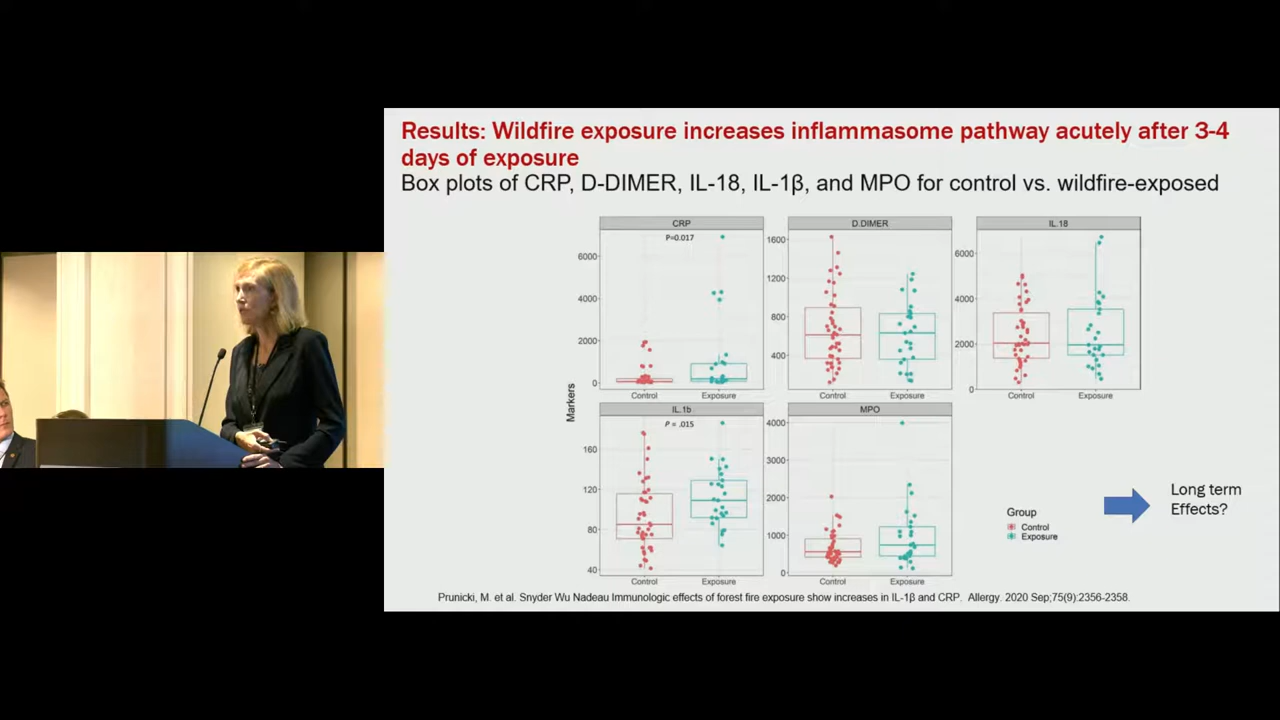 Results: Wildfire exposure increases inflammasome pathway acutely after 3-4
days of exposure
Box plots of CRP, D-DIMER, IL-18, IL-1β, and MPO for control vs. wildfire-exposed
CRP
P=0.017
6000
4000
2000
0
Control Exposure
D.DIMER
1600
1200
800
400
Control Exposure
IL.18
6000
4000
2000
0
Control Exposure
Markers
IL.1b
P = .015
160
120
80
40
Control Exposure
MPO
4000
3000
2000
1000
0
Control Exposure
Group
Control
Exposure
Long term
Effects?
Prunicki, M. et al. Snyder Wu Nadeau Immunologic effects of forest fire exposure show increases in IL-1β and CRP. Allergy. 2020 Sep;75(9):2356-2358.